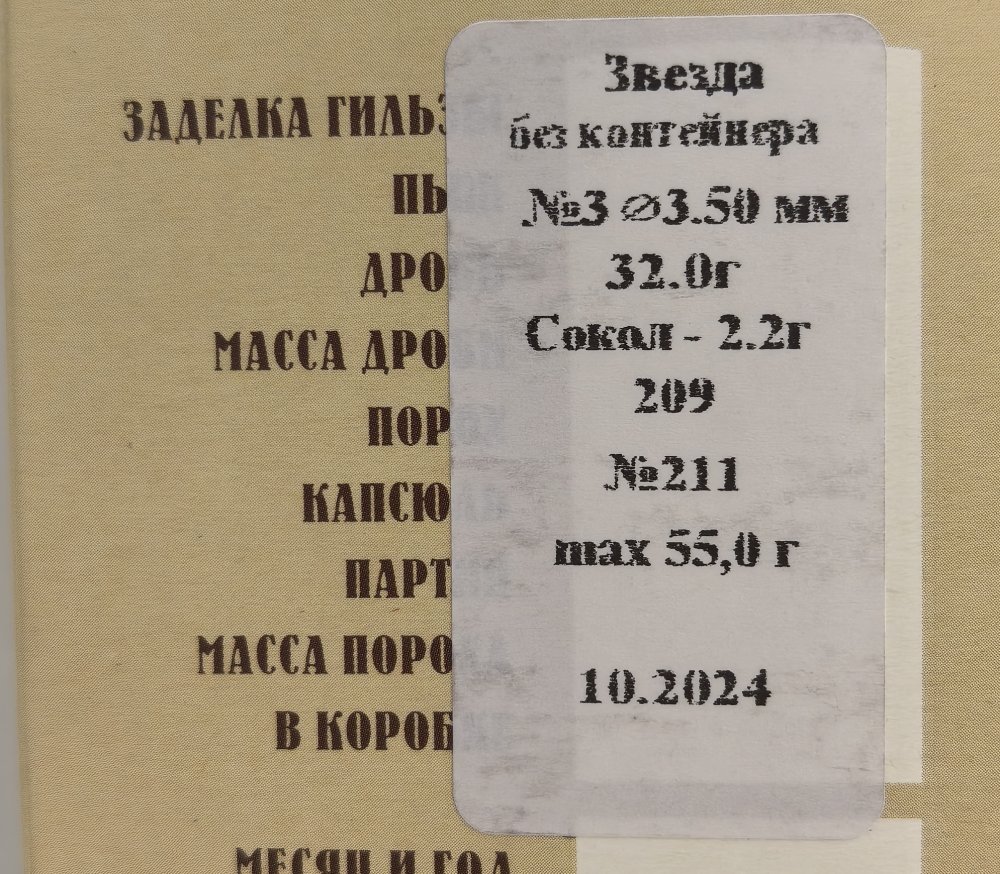 ЗАДЕЛКА ГИЛЬЗ
Звезда
без контейнера
ПЫ
ДРО
№3 ⌀3.50 мм
МАССА ДРО
32.0г
ПОР
Сокол - 2.2г
КАПСЮ
209
ПАРТ
№211
МАССА ПОРО
В КОРОБ
max 55,0 г
10.2024
МЕСЯЦ И ГОД